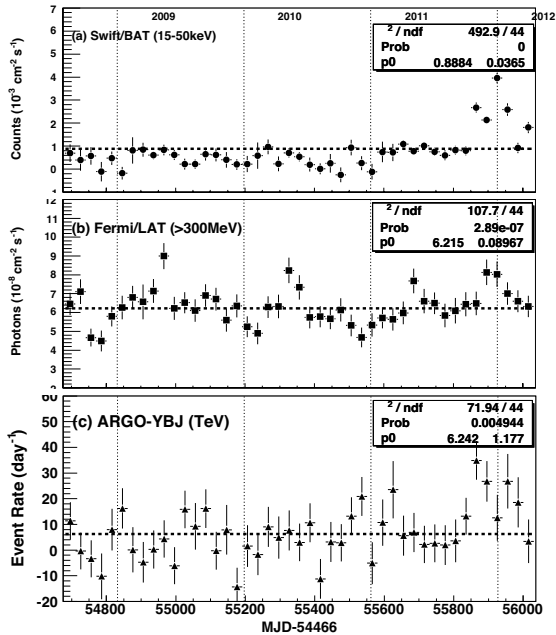 2009 2010 2011 2012
(a) Swift/BAT (15-50keV)
2 / ndf 492.9 / 44
Prob 0
p0 0.8884 0.0365
Counts (10-3 cm-2 s-1)
7
6
5
4
3
2
1
0
1
(b) Fermi/LAT (>300MeV)
2 / ndf 107.7 / 44
Prob 2.89e-07
p0 6.215 0.08967
Photons (10-8 cm-2 s-1)
12
11
10
9
8
7
6
5
4
3
2
(c) ARGO-YBJ (TeV)
2 / ndf 71.94 / 44
Prob 0.004944
p0 6.242 1.177
Event Rate (day-1)
60
50
40
30
20
10
0
-10
-20
54800 55000 55200 55400 55600 55800 56000
MJD-54466